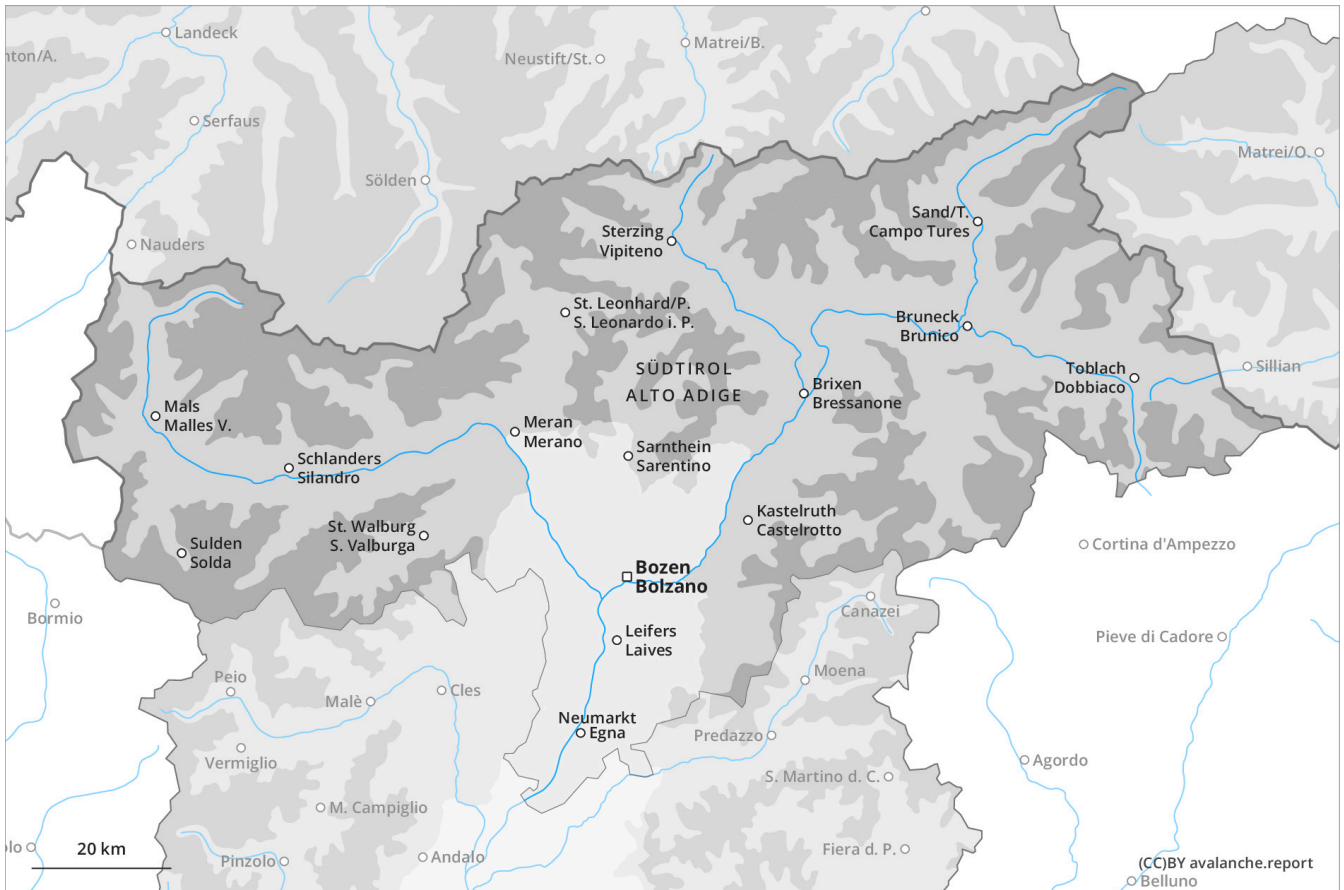 Landeck
nton/A.
Matrei/B.
Neustift/St.
Serfaus
Matrei/O.
Sölden
Sand/T.
Campo Tures
Nauders
Sterzing
Vipiteno
St. Leonhard/P.
S. Leonardo i. P.
Bruneck
Brunico
SÜDTIROL
ALTO ADIGE
Toblach
Dobbiaco
Sillian
Brixen
Bressanone
Mals
Malles V.
Meran
Merano
Schlanders
Silandro
Sarnthein
Sarentino
St. Walburg
S. Valburga
Kastelruth
Castelrotto
Sulden
Solda
Cortina d'Ampezzo
Bozen
Bolzano
Bormio
Canazei
Leifers
Laives
Pieve di Cadore
Peio
Malè
Cles
Moena
Neumarkt
Egna
Predazzo
Vermiglio
Agordo
S. Martino d. C.
M. Campiglio
20 km
lo
Pinzolo
Andalo
Fiera d. P.
(CC)BY avalanche.report
Belluno